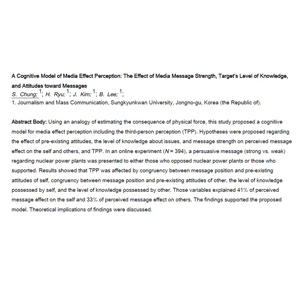 A Cognitive Model of Media Effect Perception: The Effect of Media Message Strength, Target's Level of Knowledge,
and Attitudes toward Messages
S. Chung; 1; H. Ryu; 1; J. Kim; 1; B. Lee; 1;
1. Journalism and Mass Communication, Sungkyunkwan University, Jongno-gu, Korea (the Republic of).
Abstract Body: Using an analogy of estimating the consequence of physical force, this study proposed a cognitive
model for media effect perception including the third-person perception (TPP). Hypotheses were proposed regarding
the effect of pre-existing attitudes, the level of knowledge about issues, and message strength on perceived message
effect on the self and others, and TPP. In an online experiment (N = 394), a persuasive message (strong vs. weak)
regarding nuclear power plants was presented to either those who opposed nuclear power plants or those who
supported. Results showed that TPP was affected by congruency between message position and pre-existing
attitudes of self, congruency between message position and pre-existing attitudes of other, the level of knowledge
possessed by self, and the level of knowledge possessed by other. Those variables explained 41% of perceived
message effect on the self and 33% of perceived message effect on others. The findings supported the proposed
model. Theoretical implications of findings were discussed.